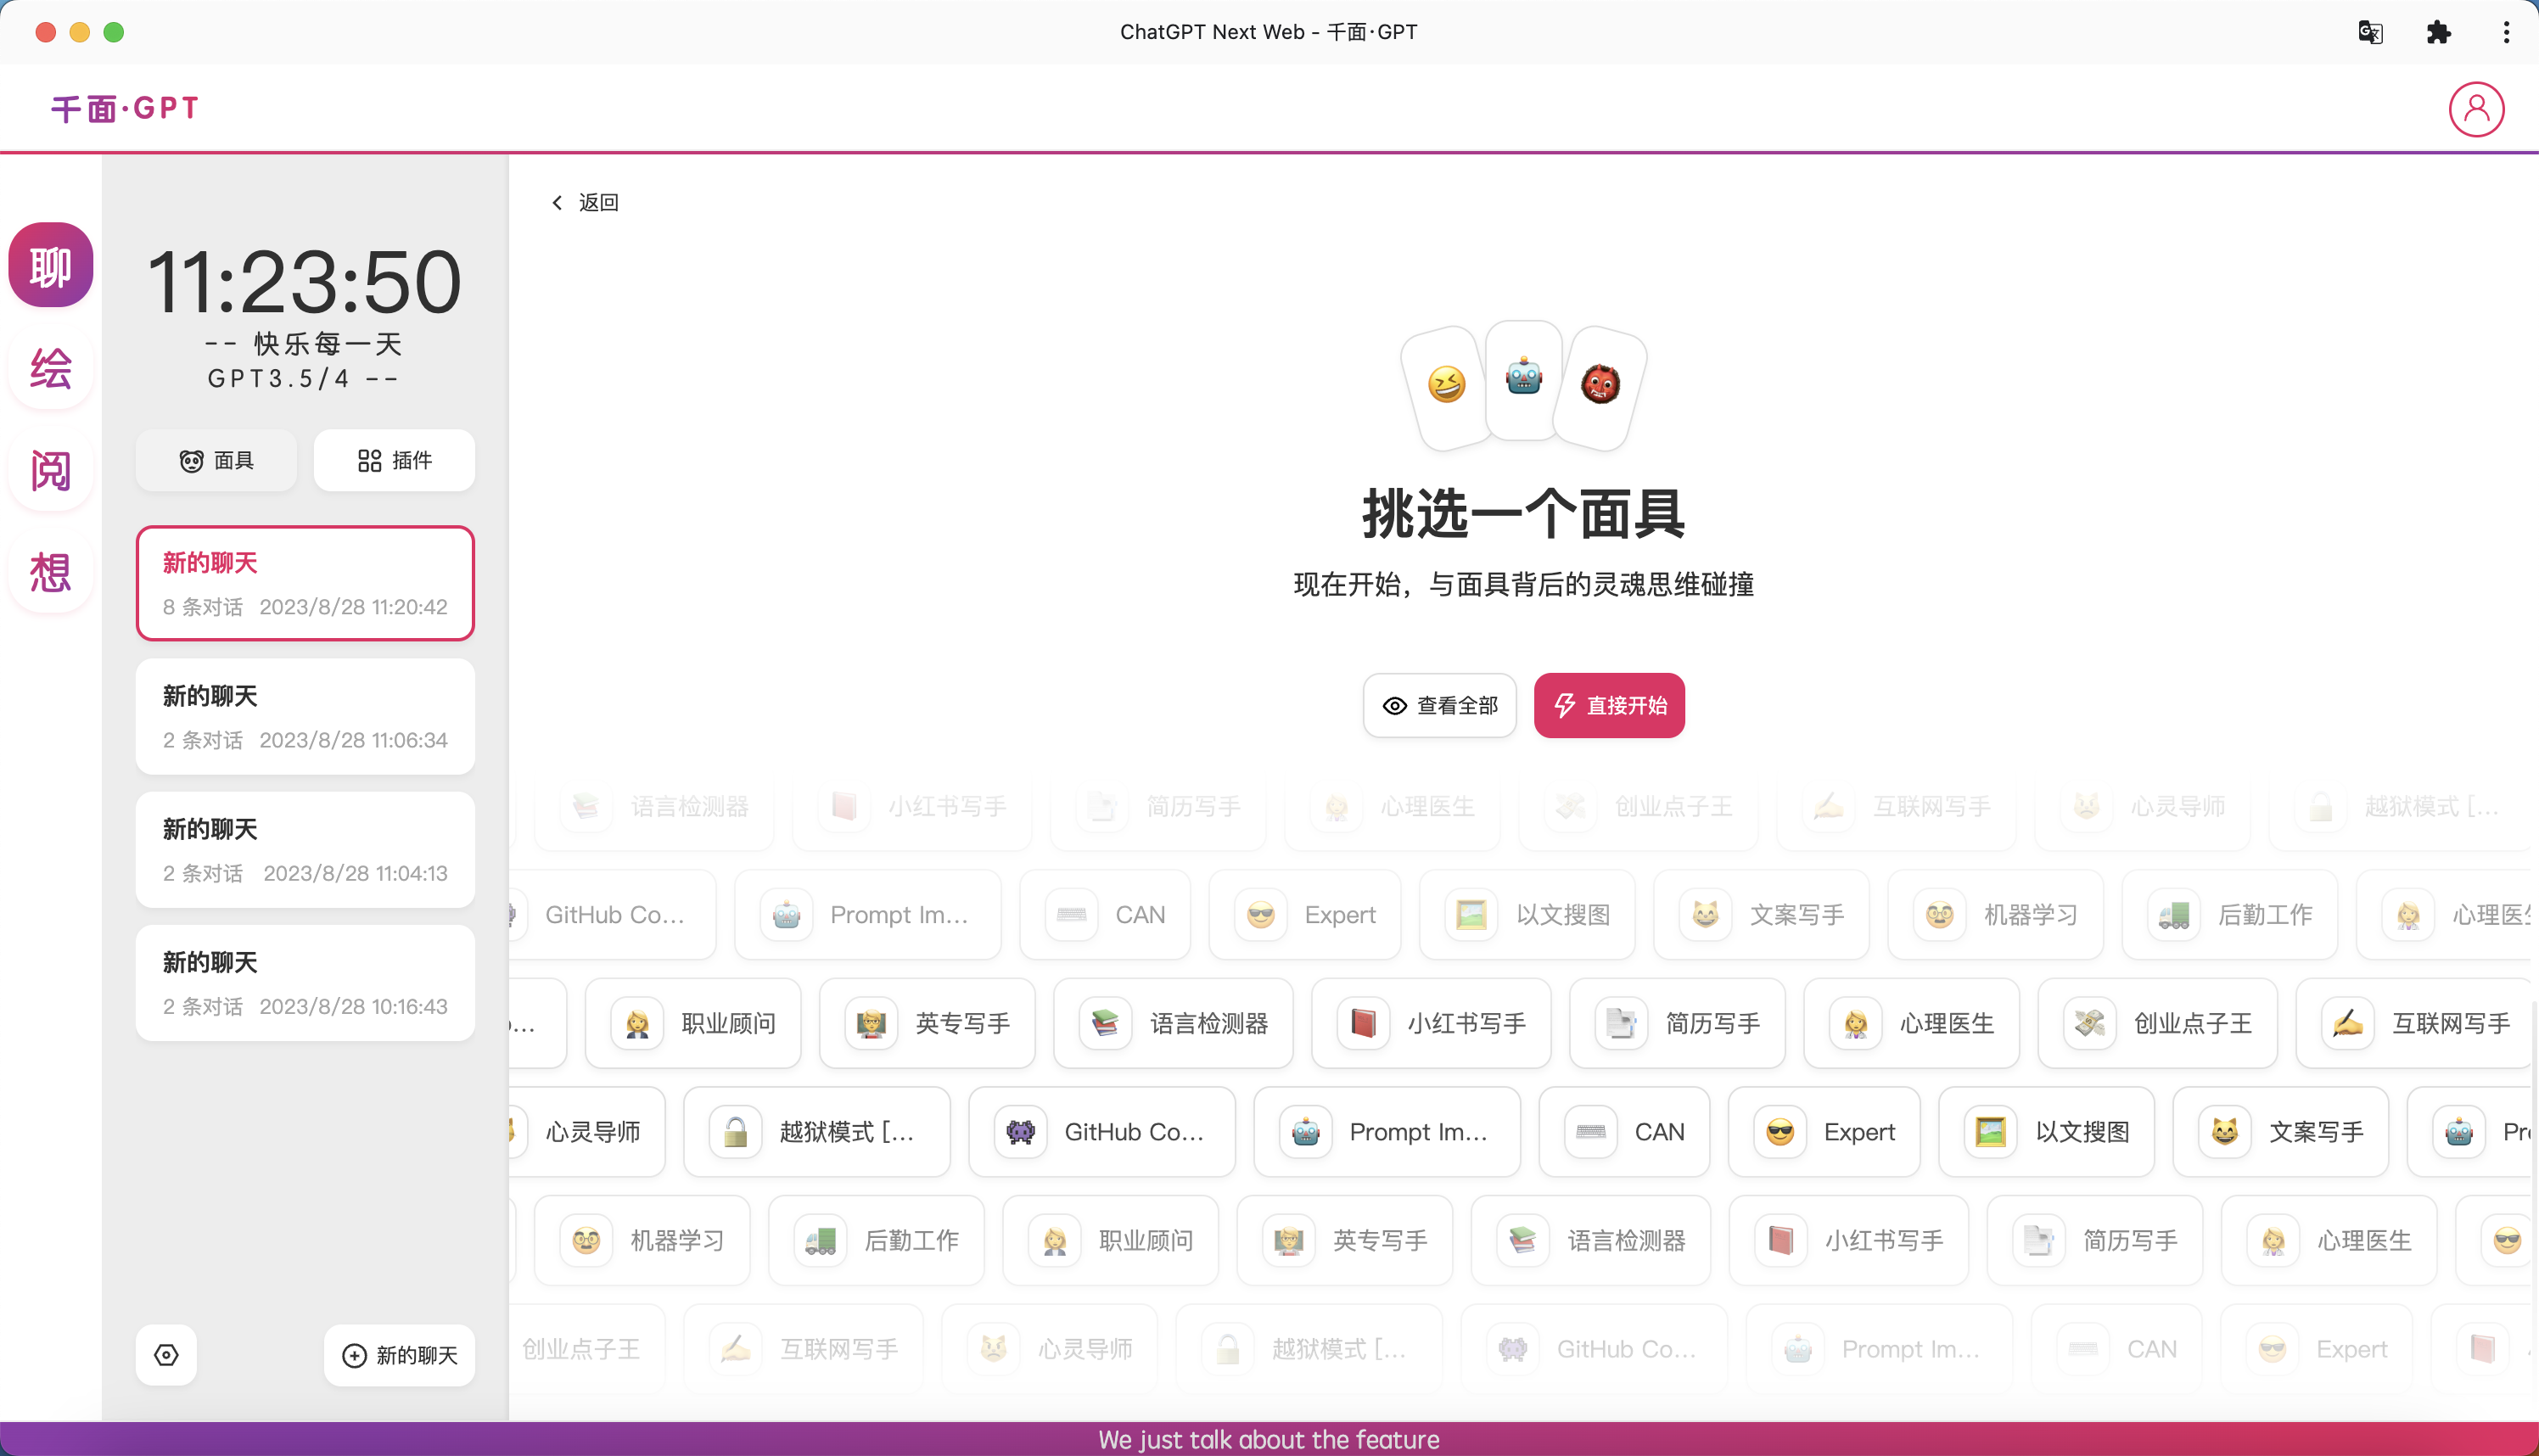 ChatGPT Next Web - 千面·GPT
千面·GPT
聊
绘
阅
想
11:23:50
-- 快乐每一天
GPT3.5/4 --
面具
插件
新的聊天
8 条对话 2023/8/28 11:20:42
新的聊天
2 条对话 2023/8/28 11:06:34
新的聊天
2 条对话 2023/8/28 11:04:13
新的聊天
2 条对话 2023/8/28 10:16:43
新的聊天
返回
挑选一个面具
现在开始，与面具背后的灵魂思维碰撞
查看全部
直接开始
语言检测器 小红书写手 简历写手 心理医生 创业点子王 互联网写手 心灵导师 越狱模式 [...
GitHub Co... Prompt Im... CAN Expert 以文搜图 文案写手 机器学习 后勤工作 心理医
职业顾问 英专写手 语言检测器 小红书写手 简历写手 心理医生 创业点子王 互联网写手
心灵导师 越狱模式 [... GitHub Co... Prompt Im... CAN Expert 以文搜图 文案写手
机器学习 后勤工作 职业顾问 英专写手 语言检测器 小红书写手 简历写手 心理医生
创业点子王 互联网写手 心灵导师 越狱模式 [... GitHub Co... Prompt Im... CAN Expert
We just talk about the feature